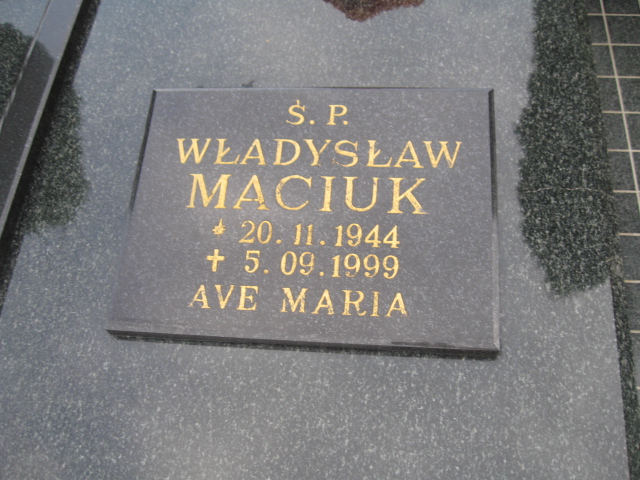 Ś. P.
WŁADYSŁAW
MACIUK
* 20. 11. 1944
✝ 5. 09. 1999
AVE MARIA